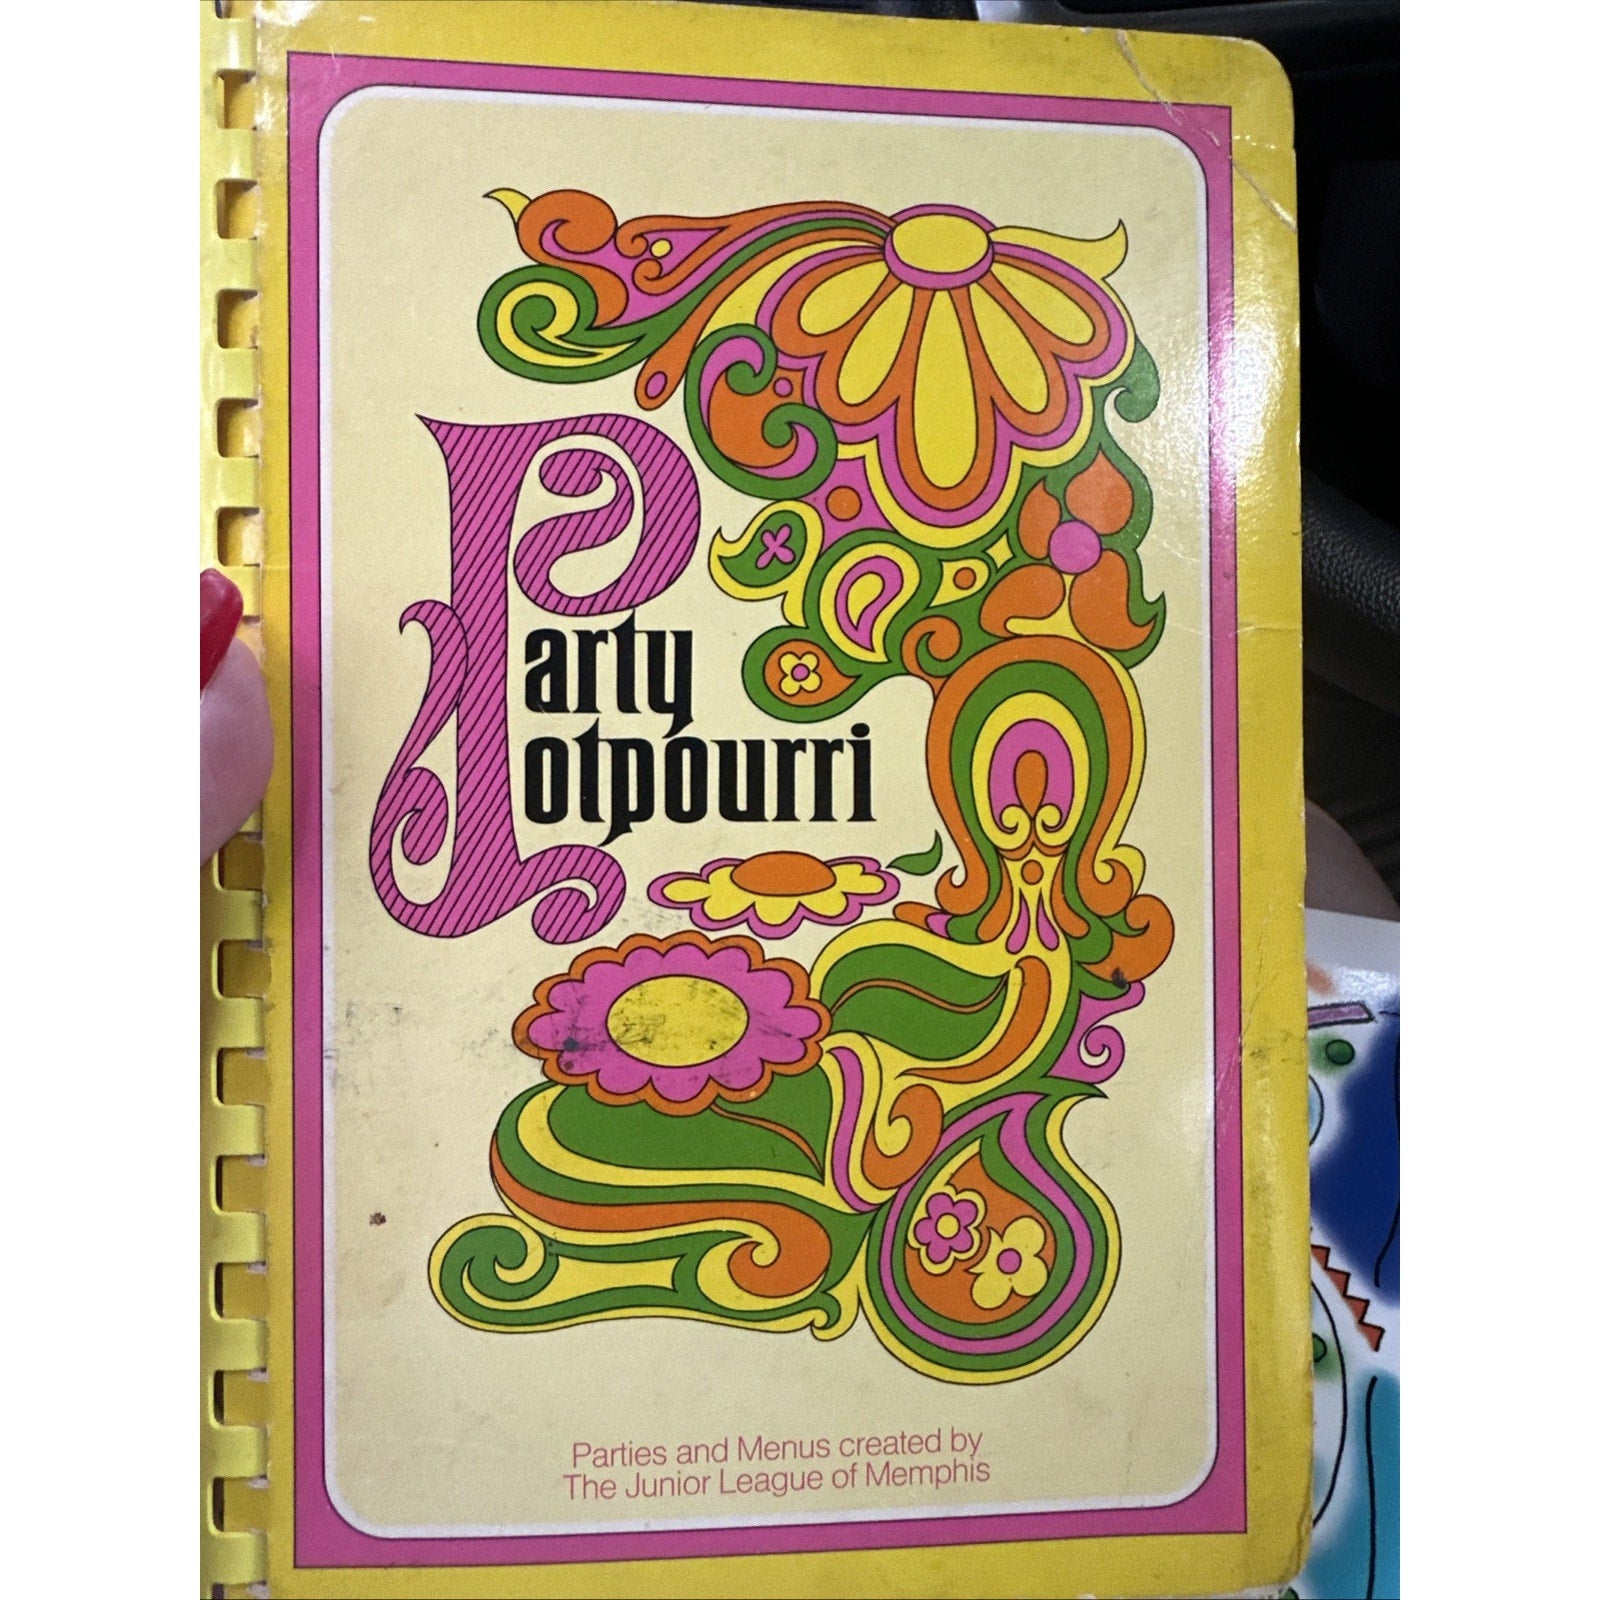 Party
Potpourri
Parties and Menus created by
The Junior League of Memphis